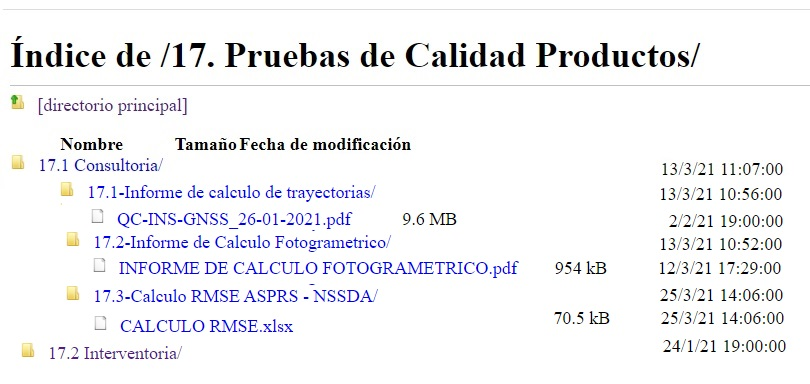 Índice de /17. Pruebas de Calidad Productos/
[directorio principal]
Nombre Tamaño Fecha de modificación
17.1 Consultoria/ 13/3/21 11:07:00
17.1-Informe de calculo de trayectorias/ 13/3/21 10:56:00
QC-INS-GNSS_26-01-2021.pdf 9.6 MB 2/2/21 19:00:00
17.2-Informe de Calculo Fotogrametrico/ 13/3/21 10:52:00
INFORME DE CALCULO FOTOGRAMETRICO.pdf 954 kB 12/3/21 17:29:00
17.3-Calculo RMSE ASPRS - NSSDA/ 25/3/21 14:06:00
CALCULO RMSE.xlsx 70.5 kB 25/3/21 14:06:00
17.2 Interventoria/ 24/1/21 19:00:00